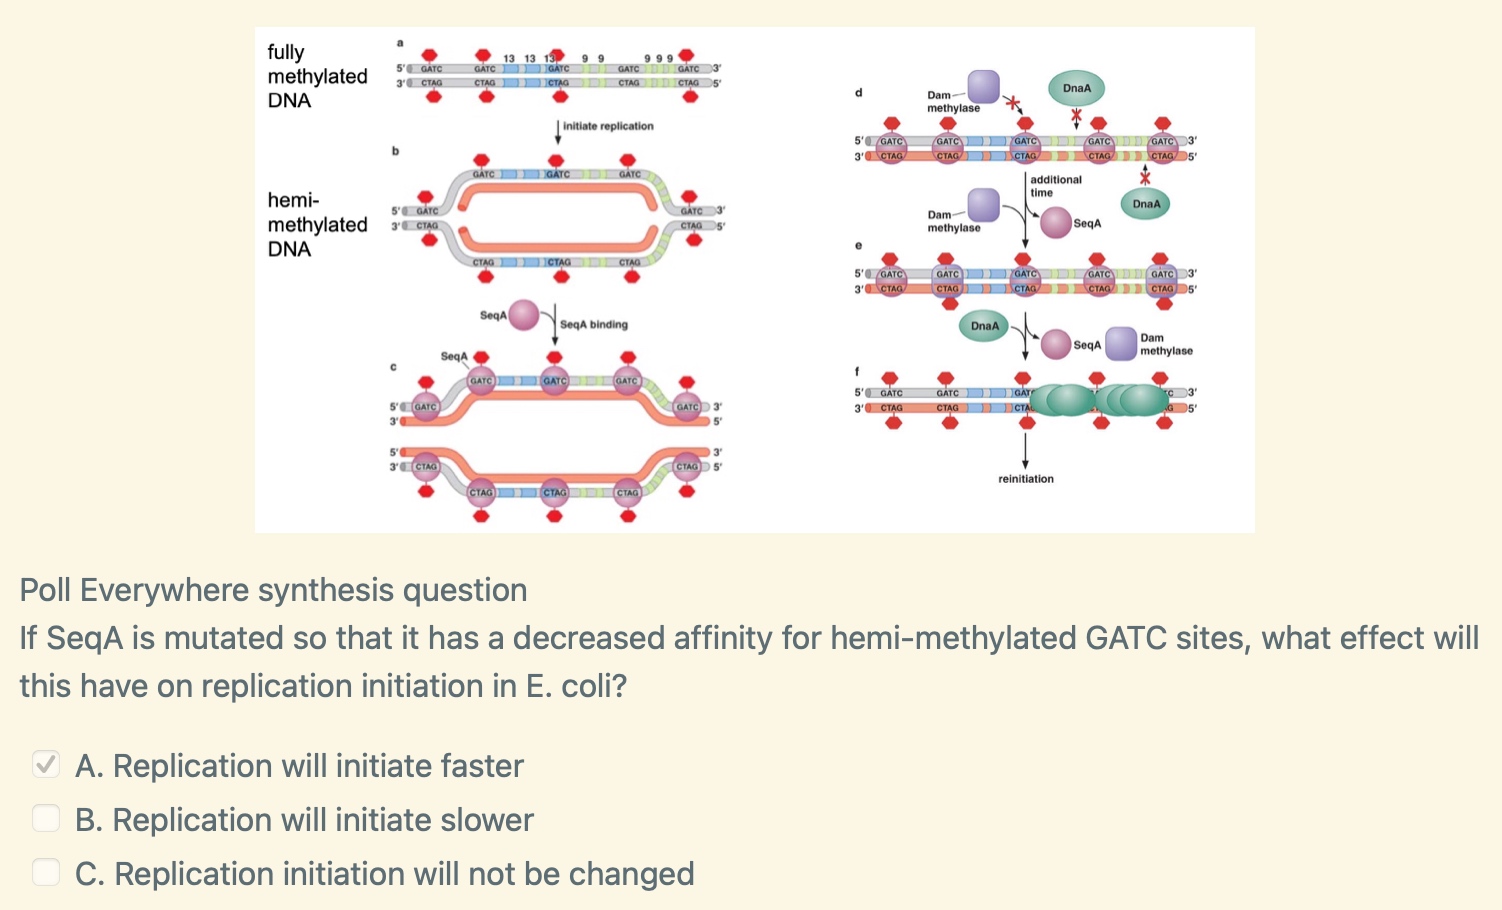 fully
methylated
DNA
a
13 13 13 9 9 9 9 9
5' GATC GATC GATC GATC GATC 3'
3' CTAG CTAG CTAG CTAG CTAG 5'
initiate replication
b
hemi-
methylated
DNA
GATC GATC GATC
5' GATC GATC 3'
3' CTAG CTAG 5'
CTAG CTAG CTAG
SeqA
SeqA binding
c
SeqA
GATC GATC GATC
5' GATC GATC 3'
3' 5'
5' 3'
3' CTAG CTAG 5'
CTAG CTAG CTAG
d
Dam
methylase
DnaA
5' GATC GATC GATC GATC GATC 3'
3' CTAG CTAG CTAG CTAG CTAG 5'
additional
time
DnaA
Dam
methylase
SeqA
e
5' GATC GATC GATC GATC GATC 3'
3' CTAG CTAG CTAG CTAG CTAG 5'
DnaA
SeqA
Dam
methylase
f
5' GATC GATC GAT TC 3'
3' CTAG CTAG CTA AG 5'
reinitiation
Poll Everywhere synthesis question
If SeqA is mutated so that it has a decreased affinity for hemi-methylated GATC sites, what effect will
this have on replication initiation in E. coli?
A. Replication will initiate faster
B. Replication will initiate slower
C. Replication initiation will not be changed